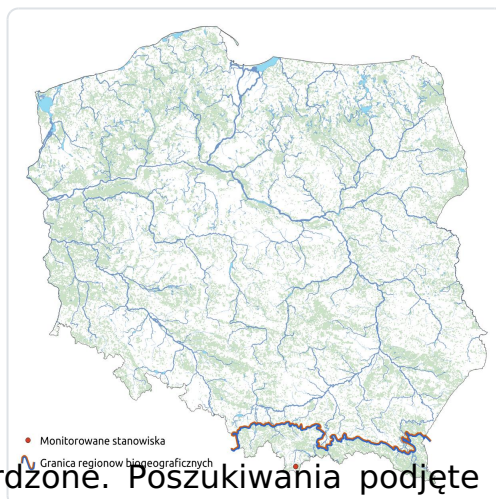 Monitorowane stanowiska
Granica regionow biogeograficznych
rdzone. Poszukiwania podjęte